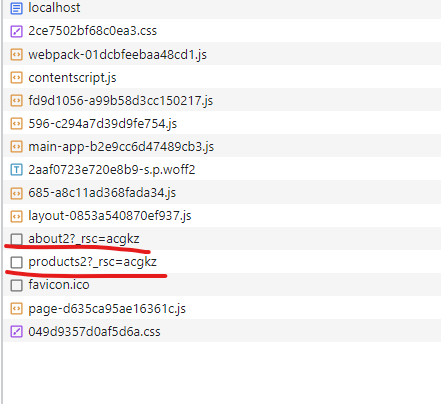 localhost
2ce7502bf68c0ea3.css
webpack-01dcbfeebaa48cd1.js
contentscript.js
fd9d1056-a99b58d3cc150217.js
596-c294a7d39d9fe754.js
main-app-b2e9cc6d47489cb3.js
2aaf0723e720e8b9-s.p.woff2
685-a8c11ad368fada34.js
layout-0853a540870ef937.js
about2?_rsc=acgkz
products2?_rsc=acgkz
favicon.ico
page-d635ca95ae16361c.js
049d9357d0af5d6a.css